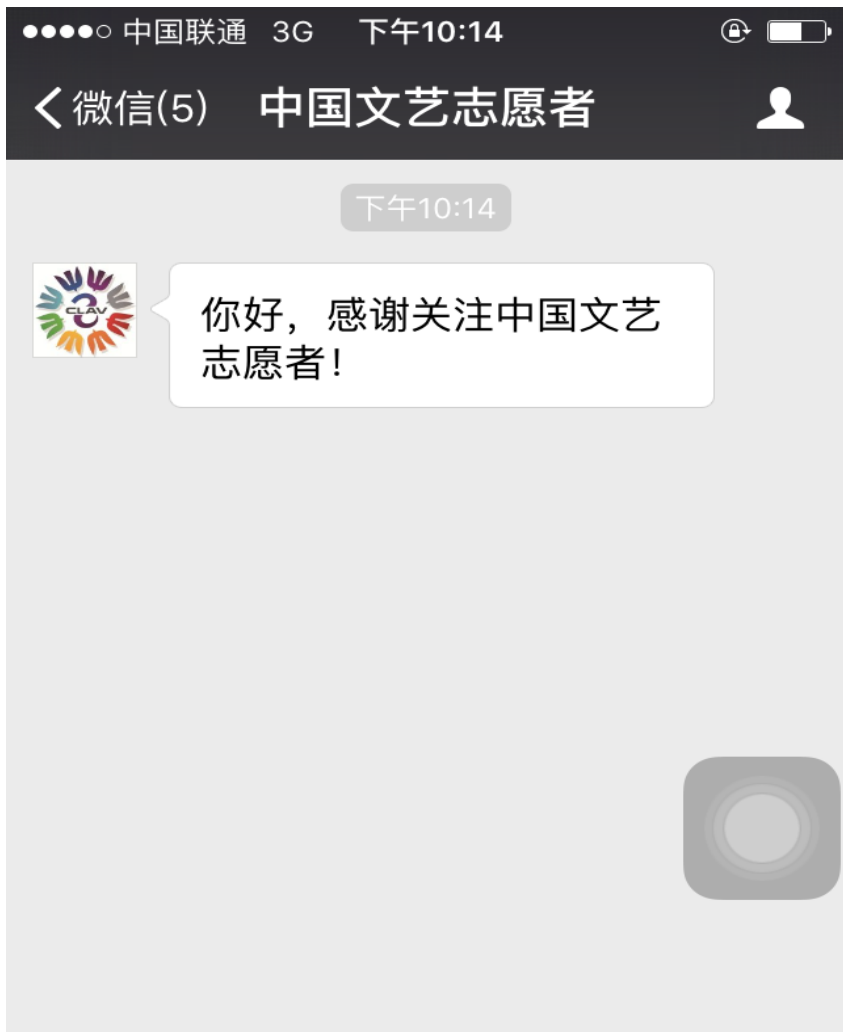 中国联通 3G 下午10:14
微信(5) 中国文艺志愿者
下午10:14
CLAV
你好，感谢关注中国文艺
志愿者！